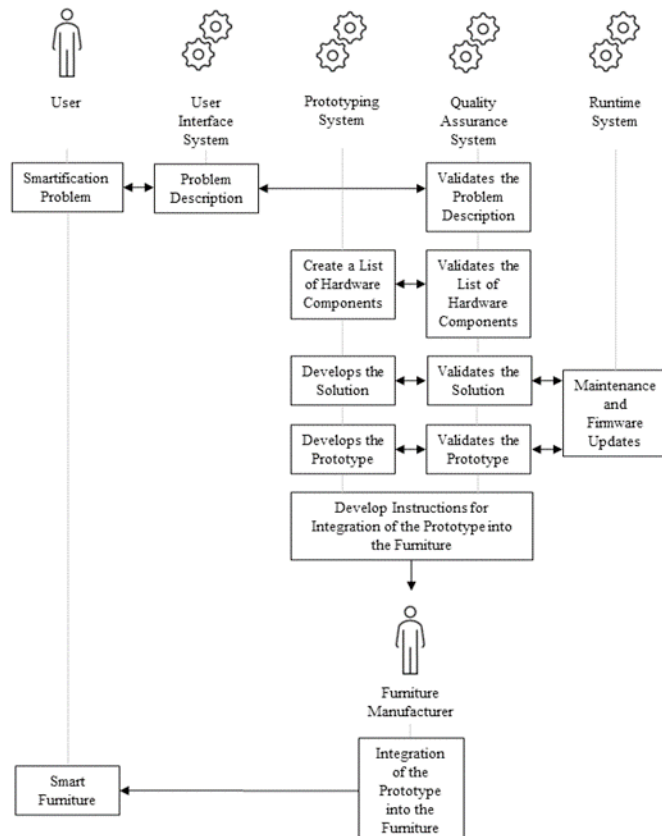 User
User
Interface
System
Prototyping
System
Quality
Assurance
System
Runtime
System
Smartification
Problem
Problem
Description
Validates the
Problem
Description
Create a List
of Hardware
Components
Validates the
List of
Hardware
Components
Develops the
Solution
Validates the
Solution
Maintenance
and
Firmware
Updates
Develops the
Prototype
Validates the
Prototype
Develop Instructions for
Integration of the Prototype into
the Furniture
Furniture
Manufacturer
Integration
of the
Prototype
into the
Furniture
Smart
Furniture